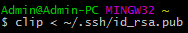 Admin@Admin-PC MINGW32 ~
$ clip < ~/.ssh/id_rsa.pub